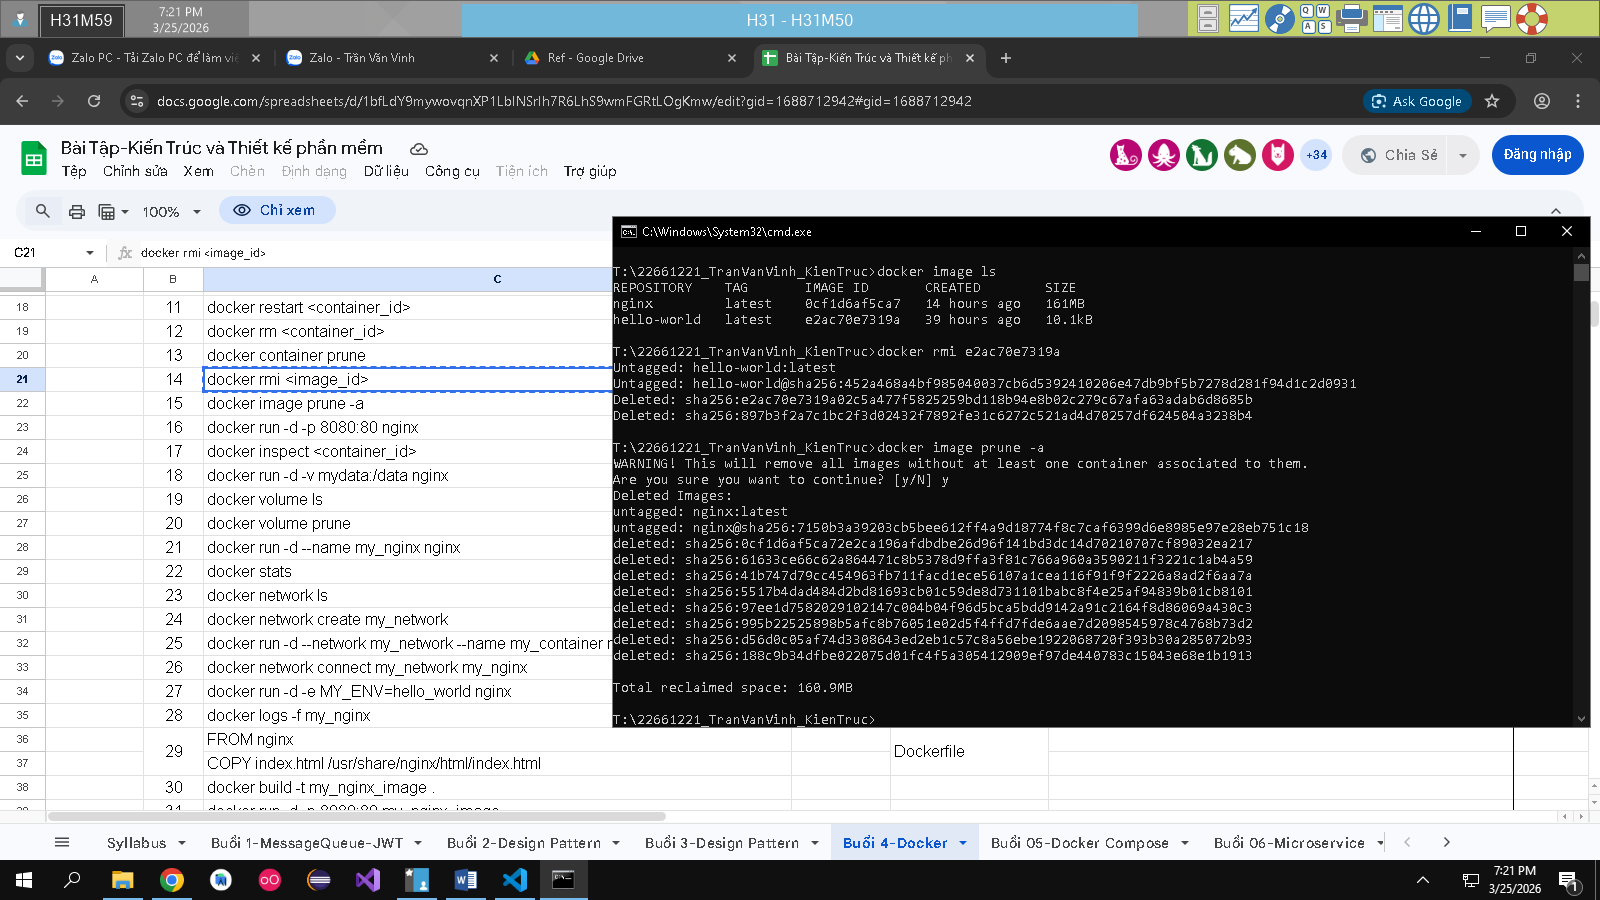 H31M59
7:21 PM
3/25/2026
H31 - H31M50
Zalo PC - Tải Zalo PC để làm việ
Zalo - Trần Văn Vinh
Ref - Google Drive
Bài Tập-Kiến Trúc và Thiết kế ph
docs.google.com/spreadsheets/d/1bfLdY9mywovqnXP1LbINSrIh7R6LhS9wmFGRtLOgKmw/edit?gid=1688712942#gid=1688712942
Ask Google
Bài Tập-Kiến Trúc và Thiết kế phần mềm
Tệp Chỉnh sửa Xem Chèn Định dạng Dữ liệu Công cụ Tiện ích Trợ giúp
+34
Chia Sẻ
Đăng nhập
100%
Chỉ xem
C21
docker rmi <image_id>
A B C
18 11 docker restart <container_id>
19 12 docker rm <container_id>
20 13 docker container prune
21 14 docker rmi <image_id>
22 15 docker image prune -a
23 16 docker run -d -p 8080:80 nginx
24 17 docker inspect <container_id>
25 18 docker run -d -v mydata:/data nginx
26 19 docker volume ls
27 20 docker volume prune
28 21 docker run -d --name my_nginx nginx
29 22 docker stats
30 23 docker network ls
31 24 docker network create my_network
32 25 docker run -d --network my_network --name my_container n
33 26 docker network connect my_network my_nginx
34 27 docker run -d -e MY_ENV=hello_world nginx
35 28 docker logs -f my_nginx
36 29 FROM nginx
37 COPY index.html /usr/share/nginx/html/index.html
Dockerfile
38 30 docker build -t my_nginx_image .
39 31 docker run -d -p 8080:80 my_nginx_image
C:\Windows\System32\cmd.exe
T:\22661221_TranVanVinh_KienTruc>docker image ls
REPOSITORY TAG IMAGE ID CREATED SIZE
nginx latest 0cf1d6af5ca7 14 hours ago 161MB
hello-world latest e2ac70e7319a 39 hours ago 10.1kB
T:\22661221_TranVanVinh_KienTruc>docker rmi e2ac70e7319a
Untagged: hello-world:latest
Untagged: hello-world@sha256:452a468a4bf985040037cb6d5392410206e47db9bf5b7278d281f94d1c2d0931
Deleted: sha256:e2ac70e7319a02c5a477f5825259bd118b94e8b02c279c67afa63adab6d8685b
Deleted: sha256:897b3f2a7c1bc2f3d02432f7892fe31c6272c521ad4d70257df624504a3238b4
T:\22661221_TranVanVinh_KienTruc>docker image prune -a
WARNING! This will remove all images without at least one container associated to them.
Are you sure you want to continue? [y/N] y
Deleted Images:
untagged: nginx:latest
untagged: nginx@sha256:7150b3a39203cb5bee612ff4a9d18774f8c7caf6399d6e8985e97e28eb751c18
deleted: sha256:0cf1d6af5ca72e2ca196afdbdbe26d96f141bd3dc14d70210707cf89032ea217
deleted: sha256:61633ce66c62a864471c8b5378d9ffa3f81c766a960a3590211f3221c1ab4a59
deleted: sha256:41b747d79cc454963fb711facd1ece56107a1cea116f91f9f2226a8ad2f6aa7a
deleted: sha256:5517b4dad484d2bd81693cb01c59de8d731101babc8f4e25af94839b01cb8101
deleted: sha256:97ee1d7582029102147c004b04f96d5bca5bdd9142a91c2164f8d86069a430c3
deleted: sha256:995b22525898b5afc8b76051e02d5f4ffd7fde6aae7d2098545978c4768b73d2
deleted: sha256:d56d0c05af74d3308643ed2eb1c57c8a56ebe1922068720f393b30a285072b93
deleted: sha256:188c9b34dfbe022075d01fc4f5a305412909ef97de440783c15043e68e1b1913
Total reclaimed space: 160.9MB
T:\22661221_TranVanVinh_KienTruc>
Syllabus
Buổi 1-MessageQueue-JWT
Buổi 2-Design Pattern
Buổi 3-Design Pattern
Buổi 4-Docker
Buổi 05-Docker Compose
Buổi 06-Microservice
7:21 PM
3/25/2026
1